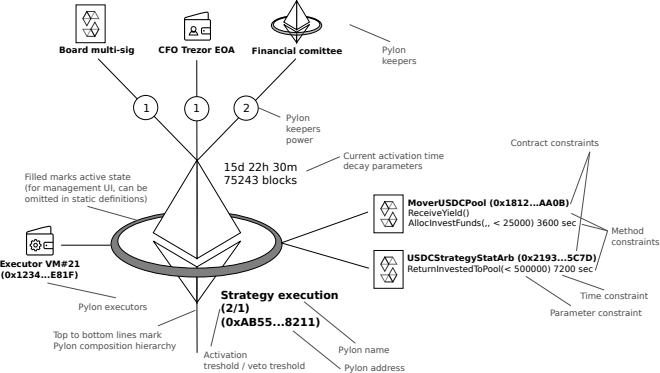 Board multi-sig
CFO Trezor EOA
Financial comittee
Pylon
keepers
1
1
2
Pylon
keepers
power
Contract constraints
15d 22h 30m
75243 blocks
Current activation time
decay parameters
Filled marks active state
(for management UI, can be
omitted in static definitions)
MoverUSDCPool (0x1812...AA0B)
ReceiveYield()
AllocInvestFunds(,, < 25000) 3600 sec
Method
constraints
USDCStrategyStatArb (0x2193...5C7D)
ReturnInvestedToPool(< 500000) 7200 sec
Executor VM#21
(0x1234...E81F)
Time constraint
Parameter constraint
Pylon executors
Strategy execution
(2/1)
(0xAB55...8211)
Top to bottom lines mark
Pylon composition hierarchy
Activation
treshold / veto treshold
Pylon name
Pylon address